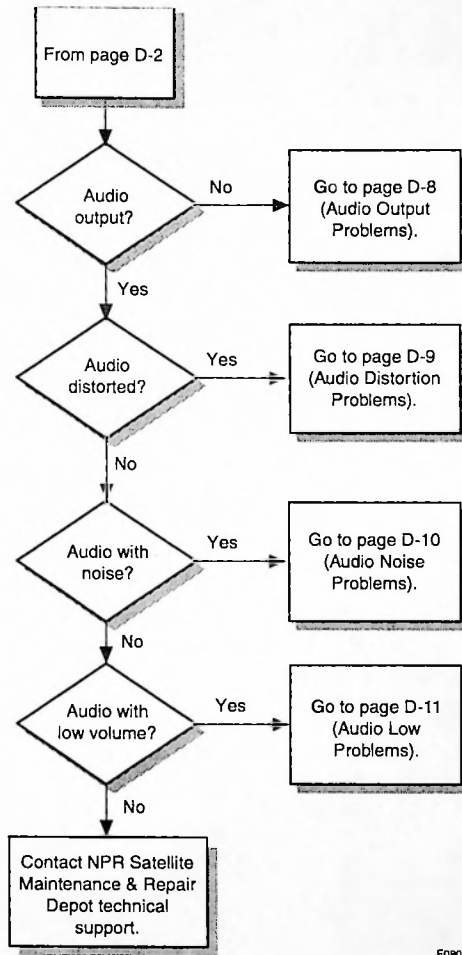 From page D-2
Audio
output?
No
Go to page D-8
(Audio Output
Problems).
Yes
Audio
distorted?
Yes
Go to page D-9
(Audio Distortion
Problems).
No
Audio with
noise?
Yes
Go to page D-10
(Audio Noise
Problems).
No
Audio with
low volume?
Yes
Go to page D-11
(Audio Low
Problems).
No
Contact NPR Satellite
Maintenance & Repair
Depot technical
support.